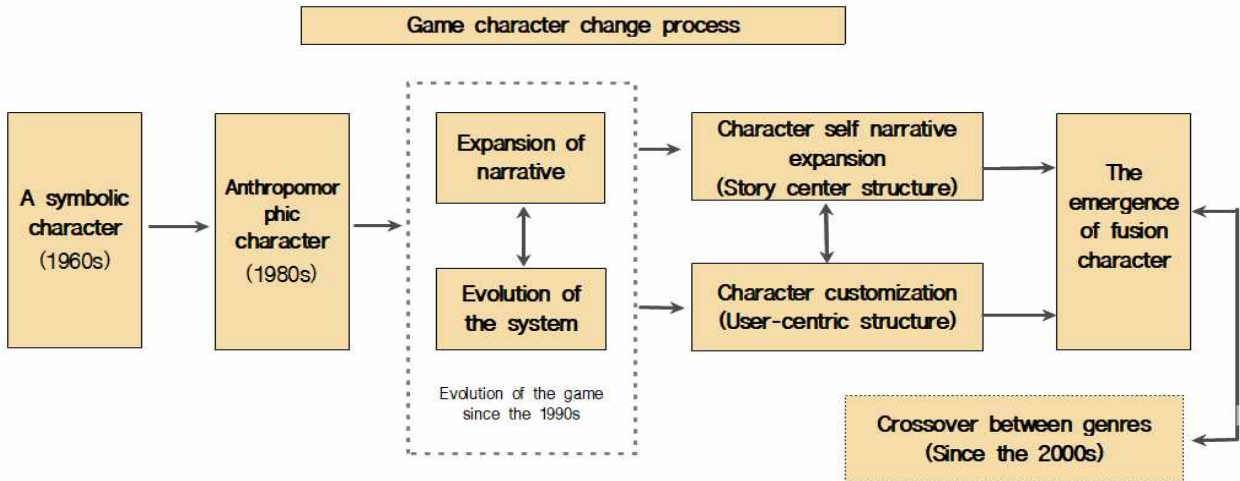 Game character change process
A symbolic
character
(1960s)
Anthropomor
phic
character
(1980s)
Expansion of
narrative
Evolution of
the system
Evolution of the game
since the 1990s
Character self narrative
expansion
(Story center structure)
Character customization
(User-centric structure)
The
emergence
of fusion
character
Crossover between genres
(Since the 2000s)